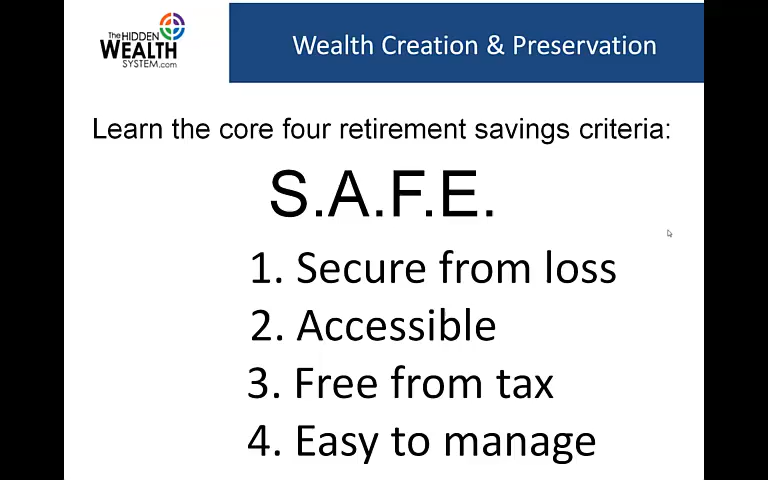 The HIDDEN
WEALTH
SYSTEM.com
Wealth Creation & Preservation
Learn the core four retirement savings criteria:
S.A.F.E.
1. Secure from loss
2. Accessible
3. Free from tax
4. Easy to manage